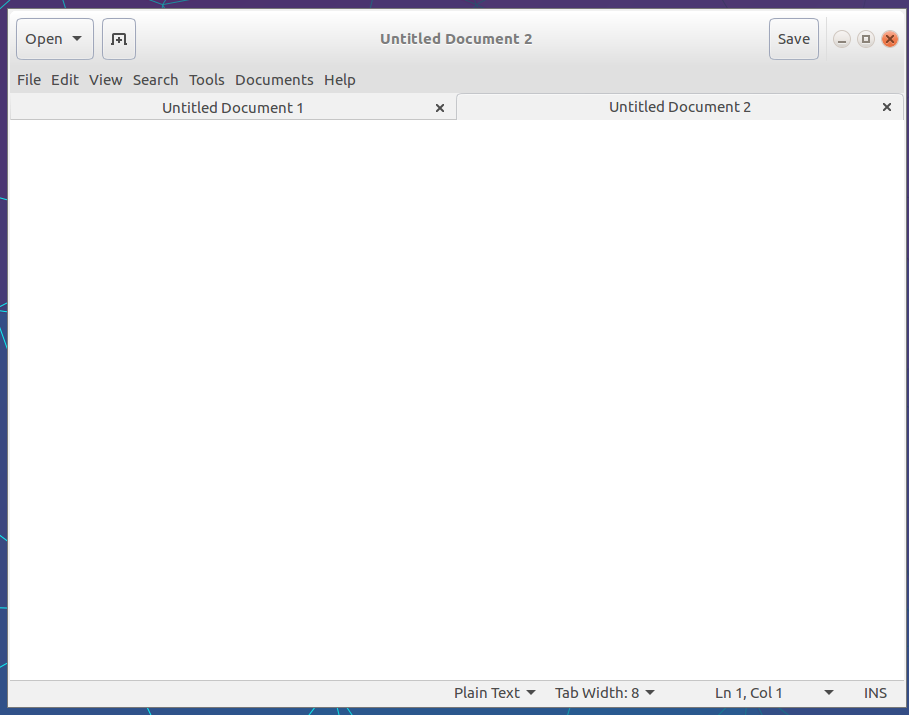 Open Untitled Document 2 Save
File Edit View Search Tools Documents Help
Untitled Document 1 Untitled Document 2
Plain Text Tab Width: 8 Ln 1, Col 1 INS